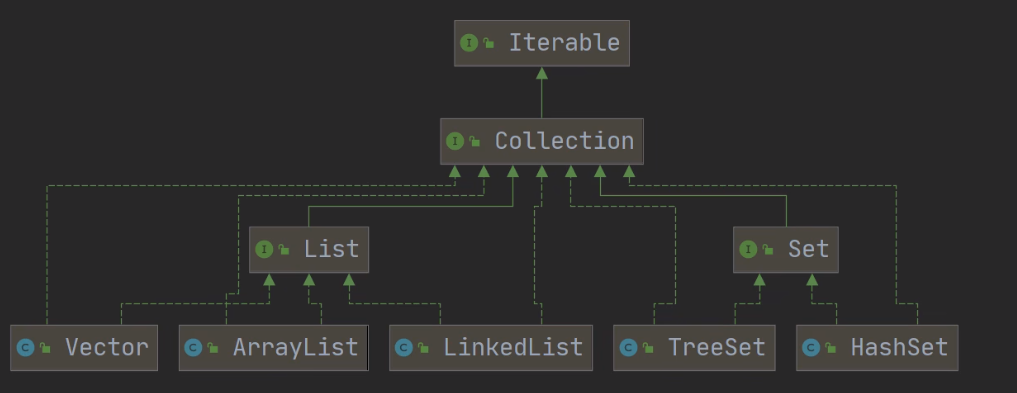 I Iterable
I Collection
I List
I Set
C Vector
C ArrayList
C LinkedList
C TreeSet
C HashSet